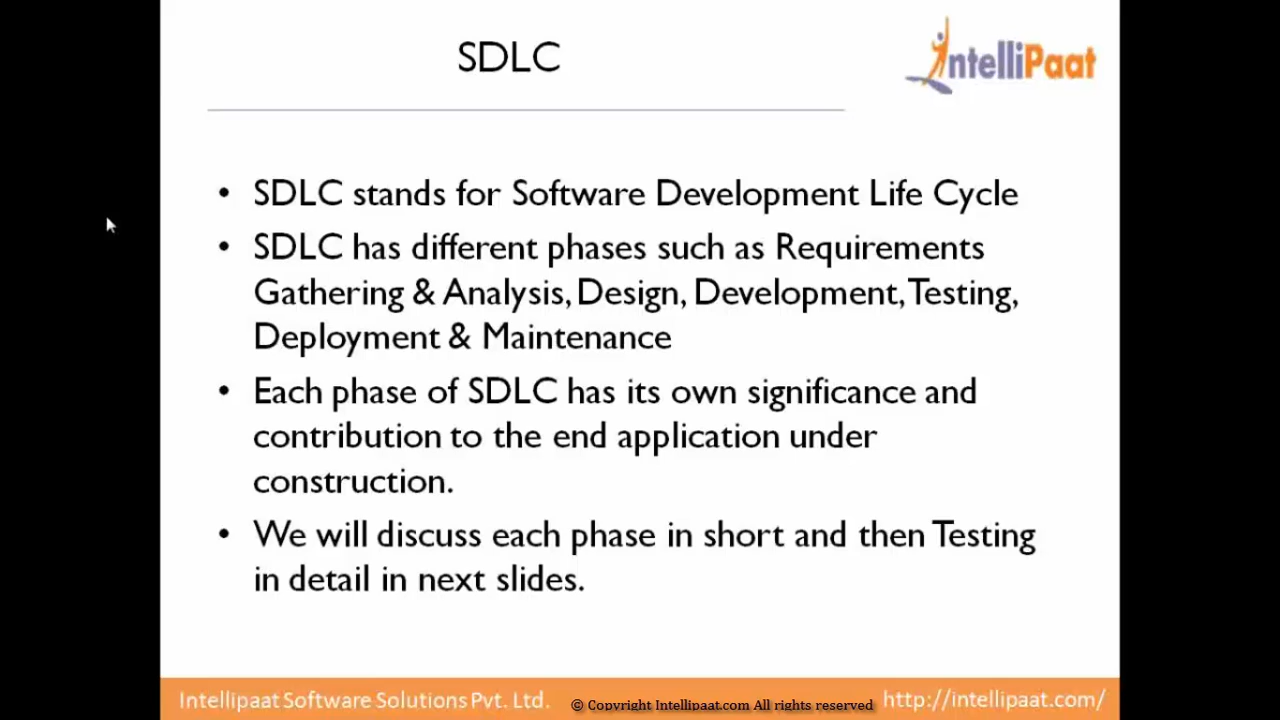 SDLC
IntelliPaat
• SDLC stands for Software Development Life Cycle
• SDLC has different phases such as Requirements
Gathering & Analysis, Design, Development, Testing,
Deployment & Maintenance
• Each phase of SDLC has its own significance and
contribution to the end application under
construction.
• We will discuss each phase in short and then Testing
in detail in next slides.
Intellipaat Software Solutions Pvt. Ltd.
© Copyright Intellipaat.com All rights reserved
http://intellipaat.com/